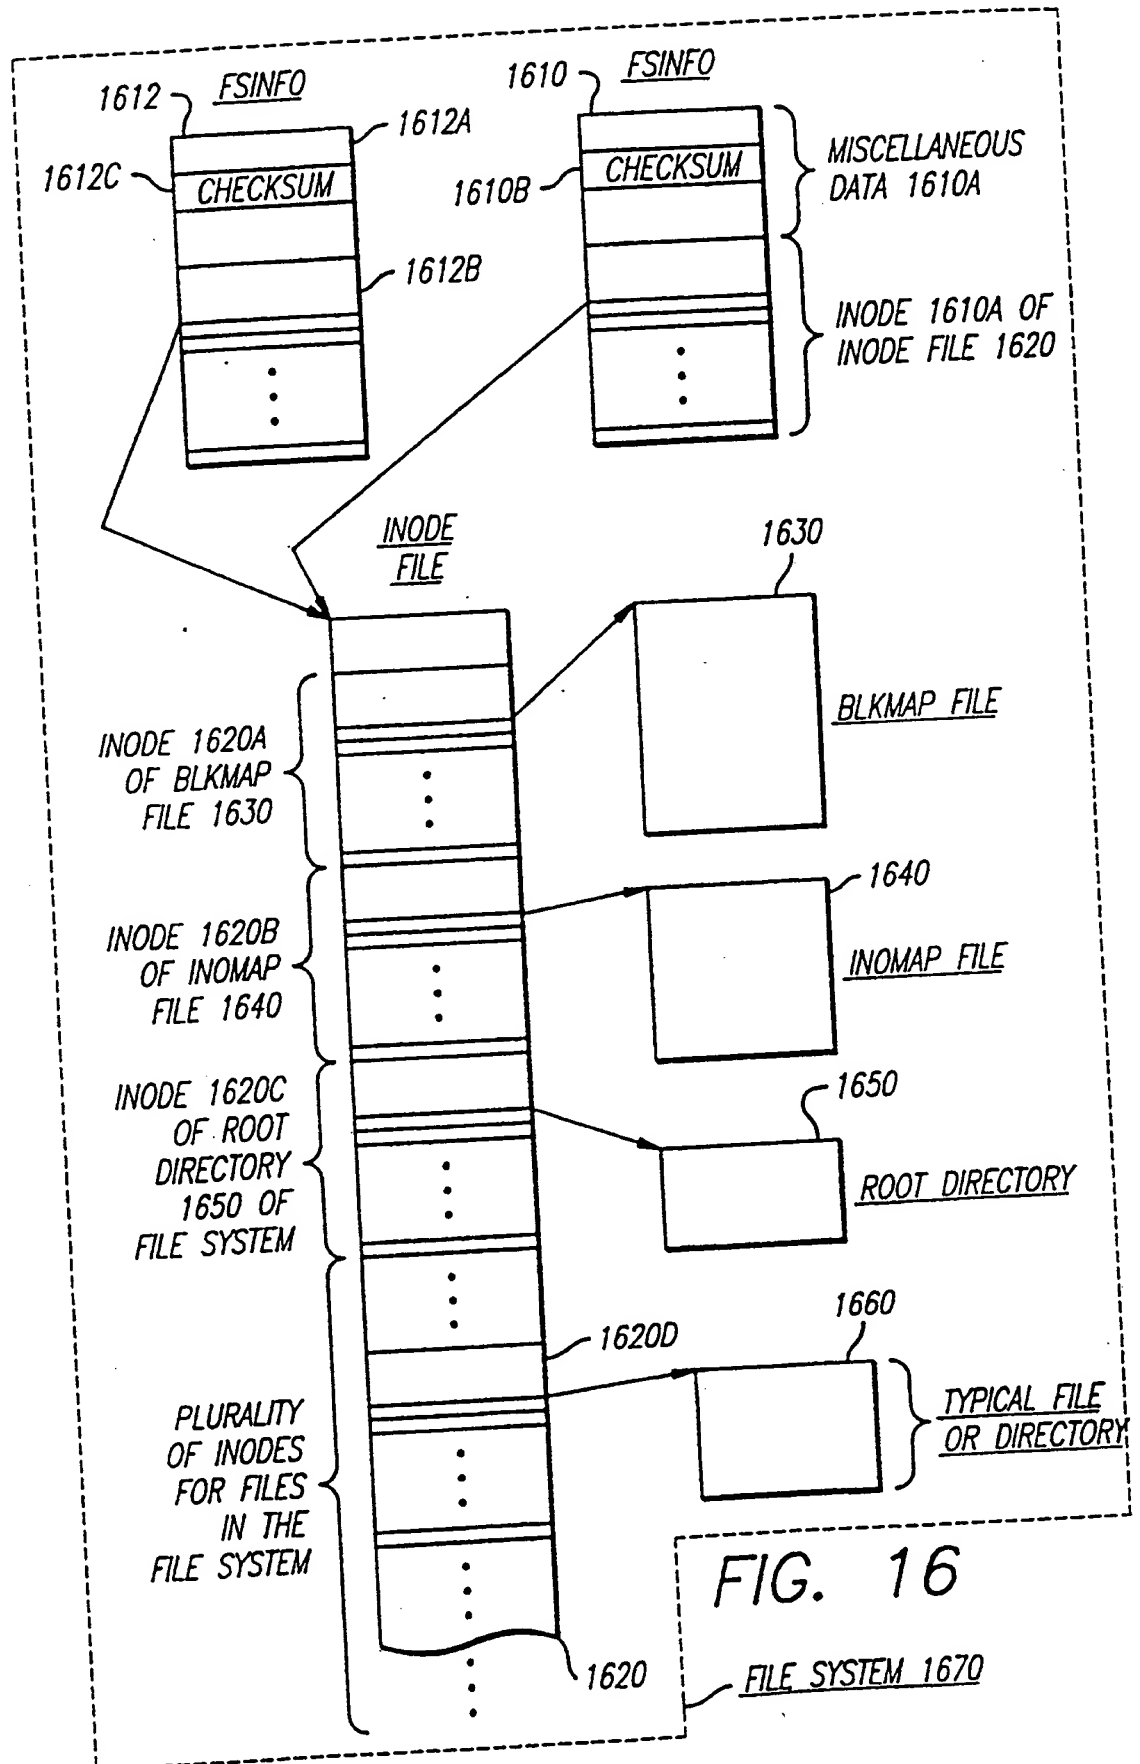 FSINFO
1612
1612A
1612C
CHECKSUM
1612B
FSINFO
1610
1610B
CHECKSUM
MISCELLANEOUS
DATA 1610A
INODE 1610A OF
INODE FILE 1620
INODE
FILE
1630
BLKMAP FILE
INODE 1620A
OF BLKMAP
FILE 1630
1640
INOMAP FILE
INODE 1620B
OF INOMAP
FILE 1640
1650
ROOT DIRECTORY
INODE 1620C
OF ROOT
DIRECTORY
1650 OF
FILE SYSTEM
1620D
1660
TYPICAL FILE
OR DIRECTORY
PLURALITY
OF INODES
FOR FILES
IN THE
FILE SYSTEM
1620
FIG. 16
FILE SYSTEM 1670